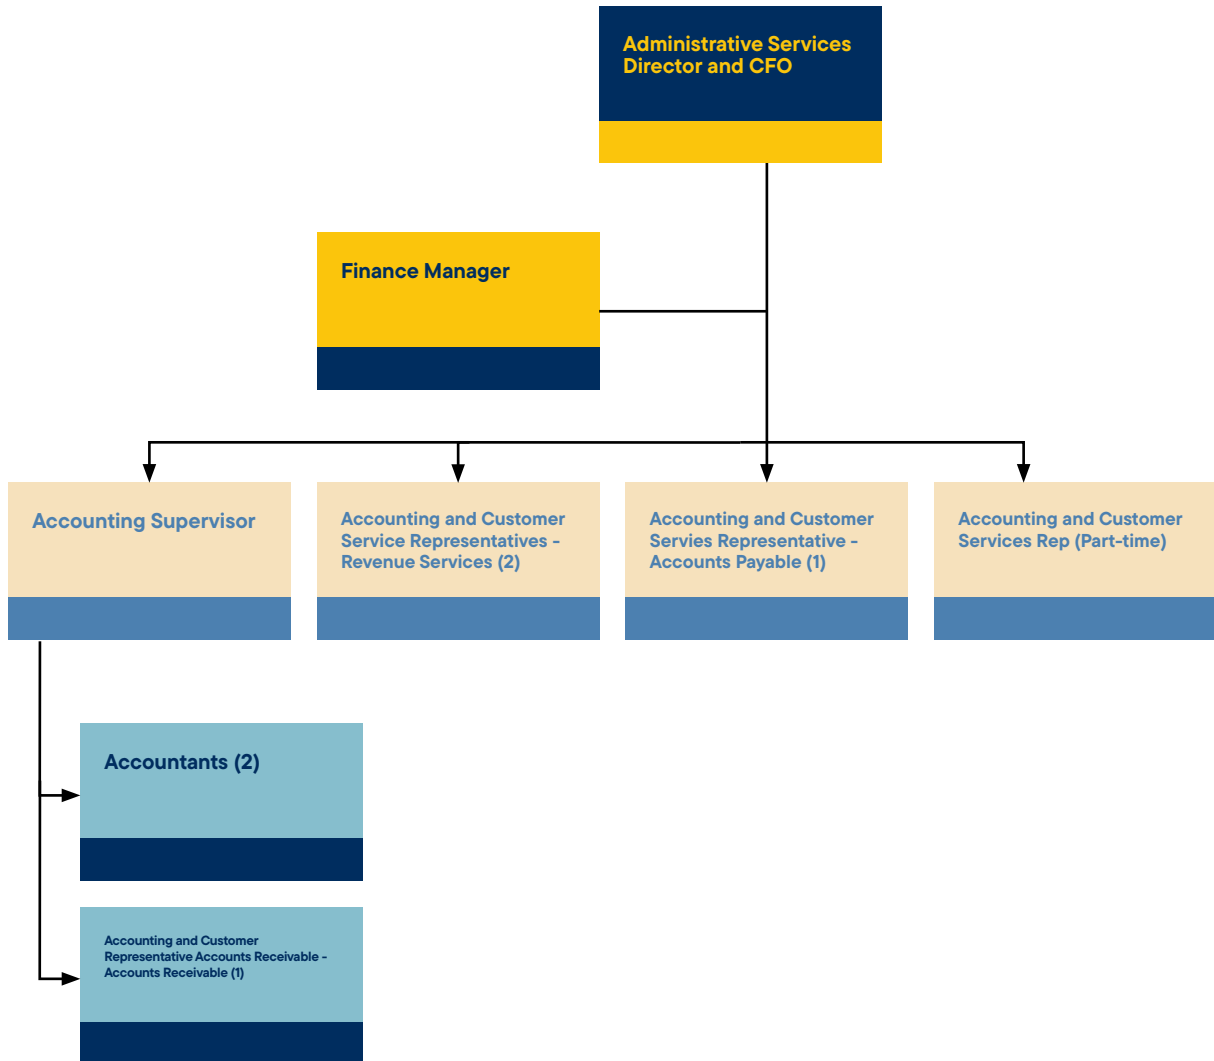 Administrative Services
Director and CFO
Finance Manager
Accounting Supervisor
Accounting and Customer
Service Representatives -
Revenue Services (2)
Accounting and Customer
Servies Representative -
Accounts Payable (1)
Accounting and Customer
Services Rep (Part-time)
Accountants (2)
Accounting and Customer
Representative Accounts Receivable -
Accounts Receivable (1)